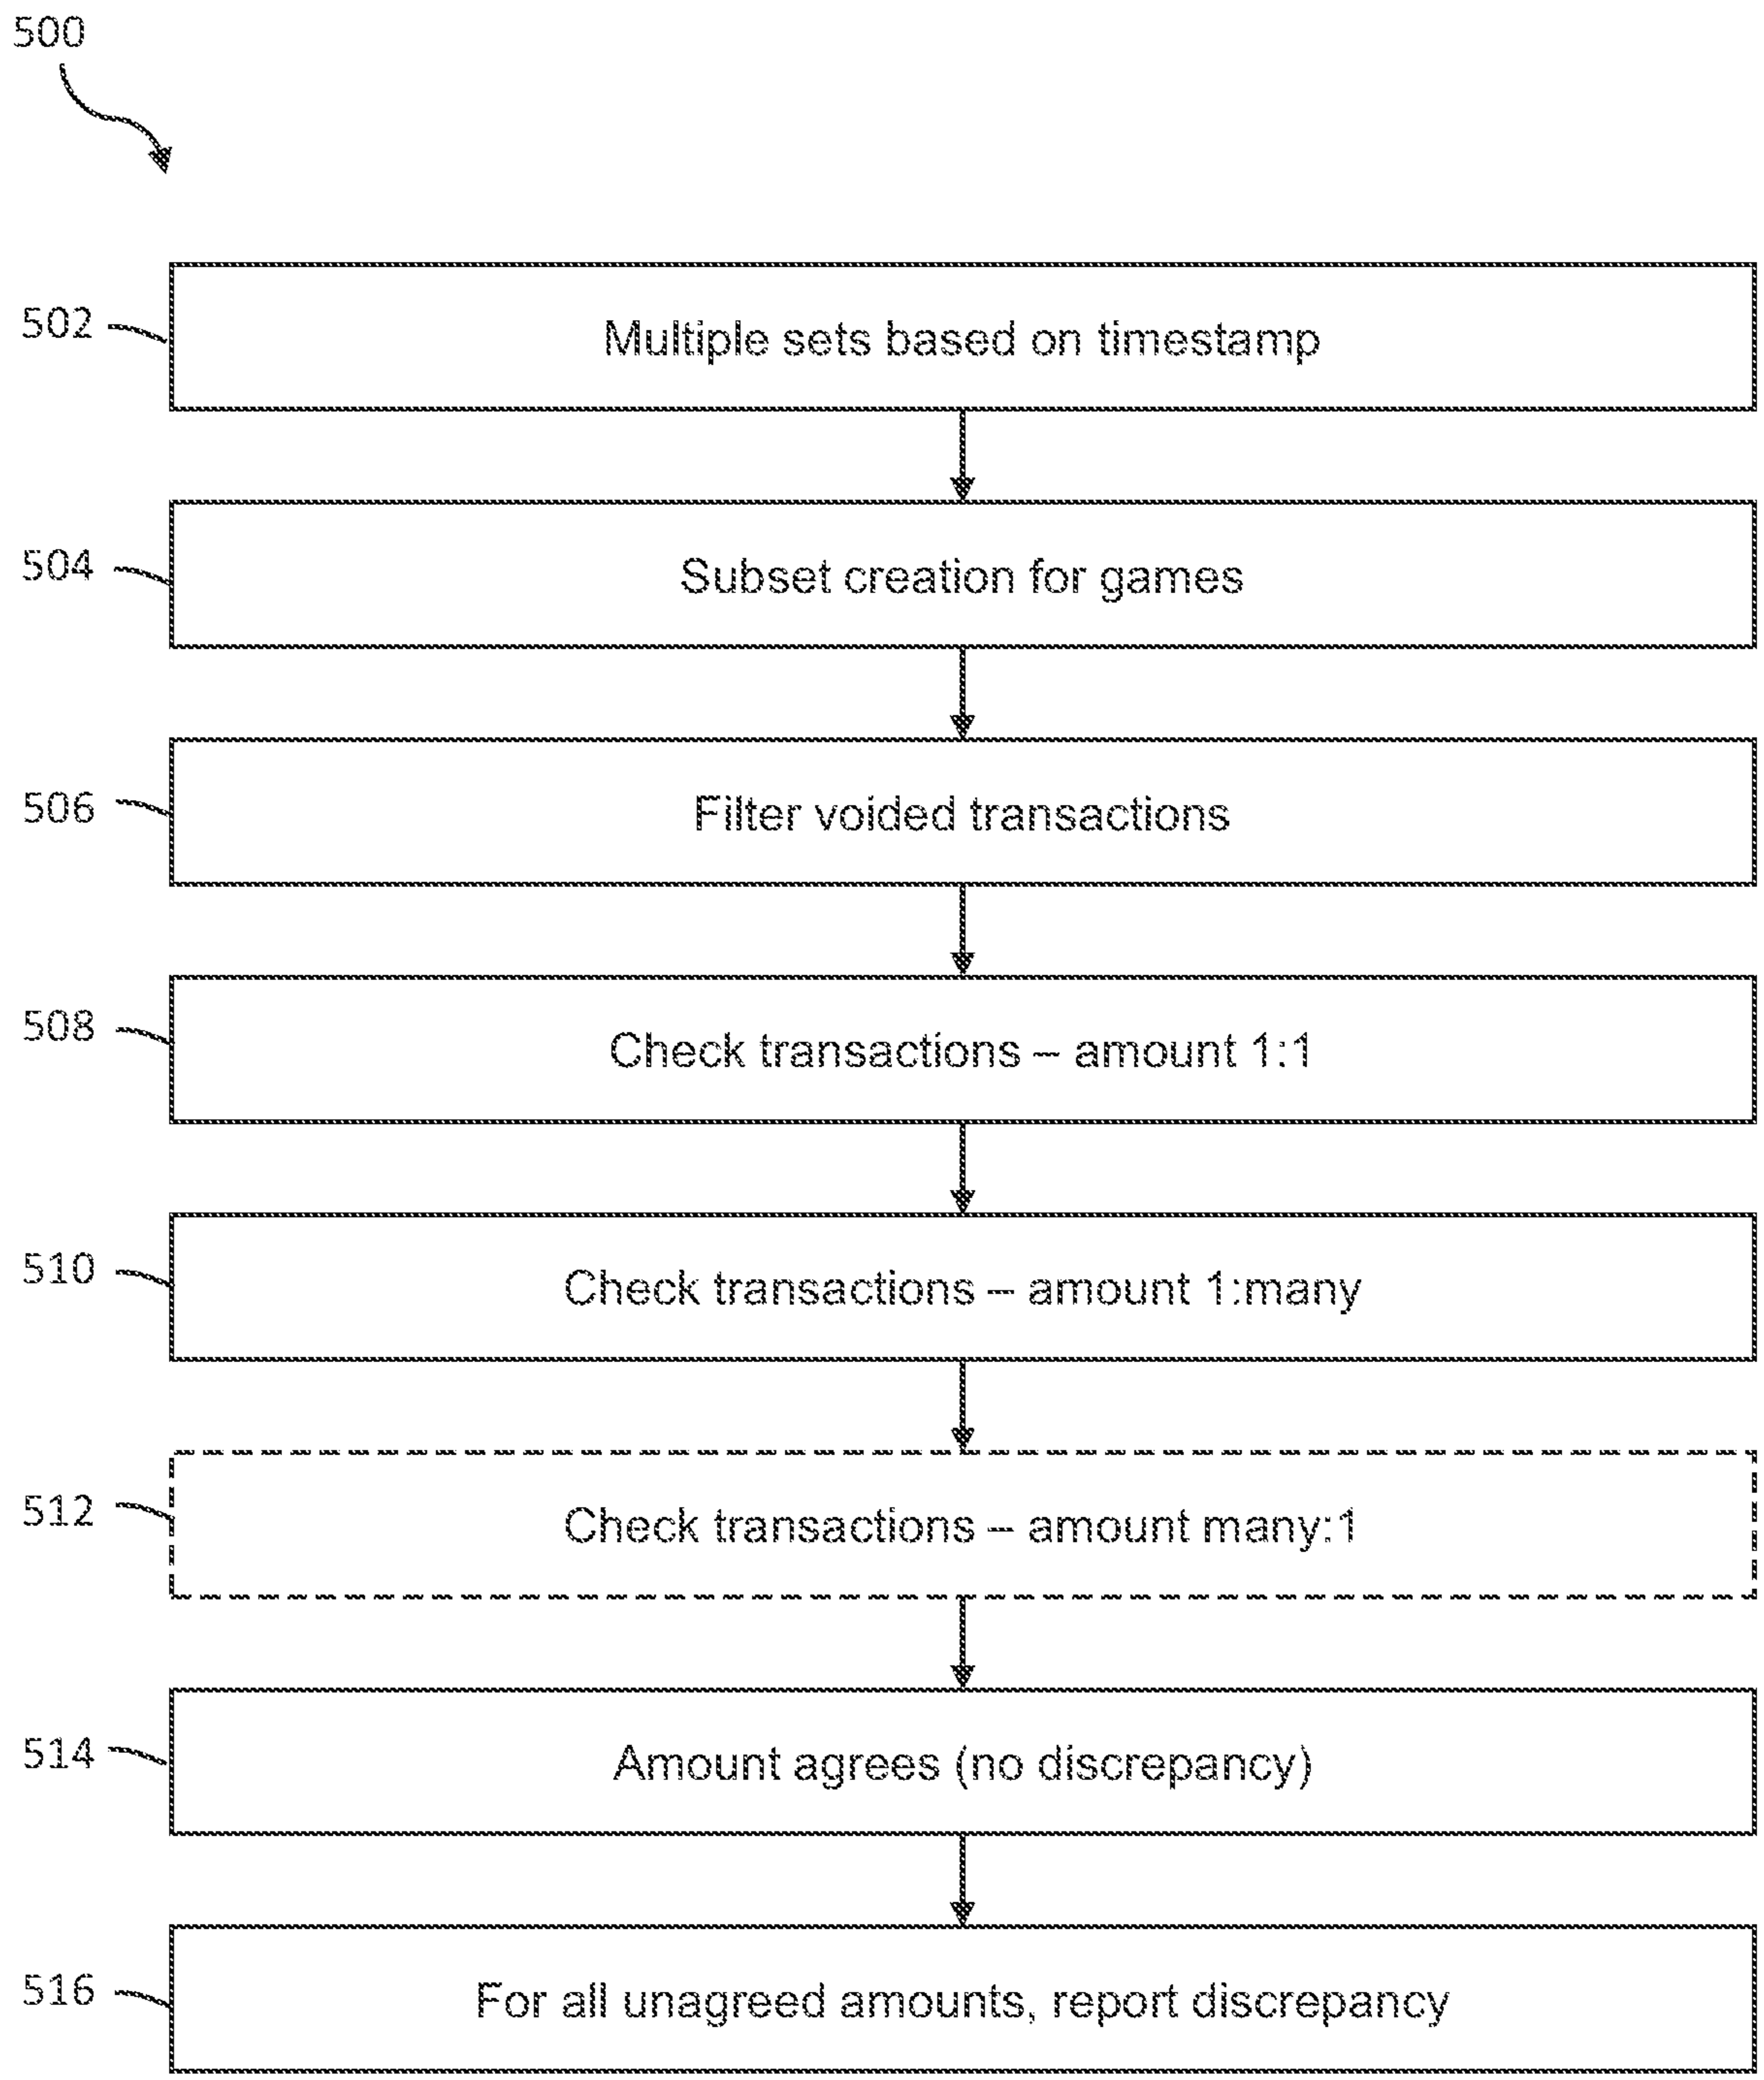 500
502
Multiple sets based on timestamp
504
Subset creation for games
506
Filter voided transactions
508
Check transactions – amount 1:1
510
Check transactions – amount 1:many
512
Check transactions – amount many:1
514
Amount agrees (no discrepancy)
516
For all unagreed amounts, report discrepancy